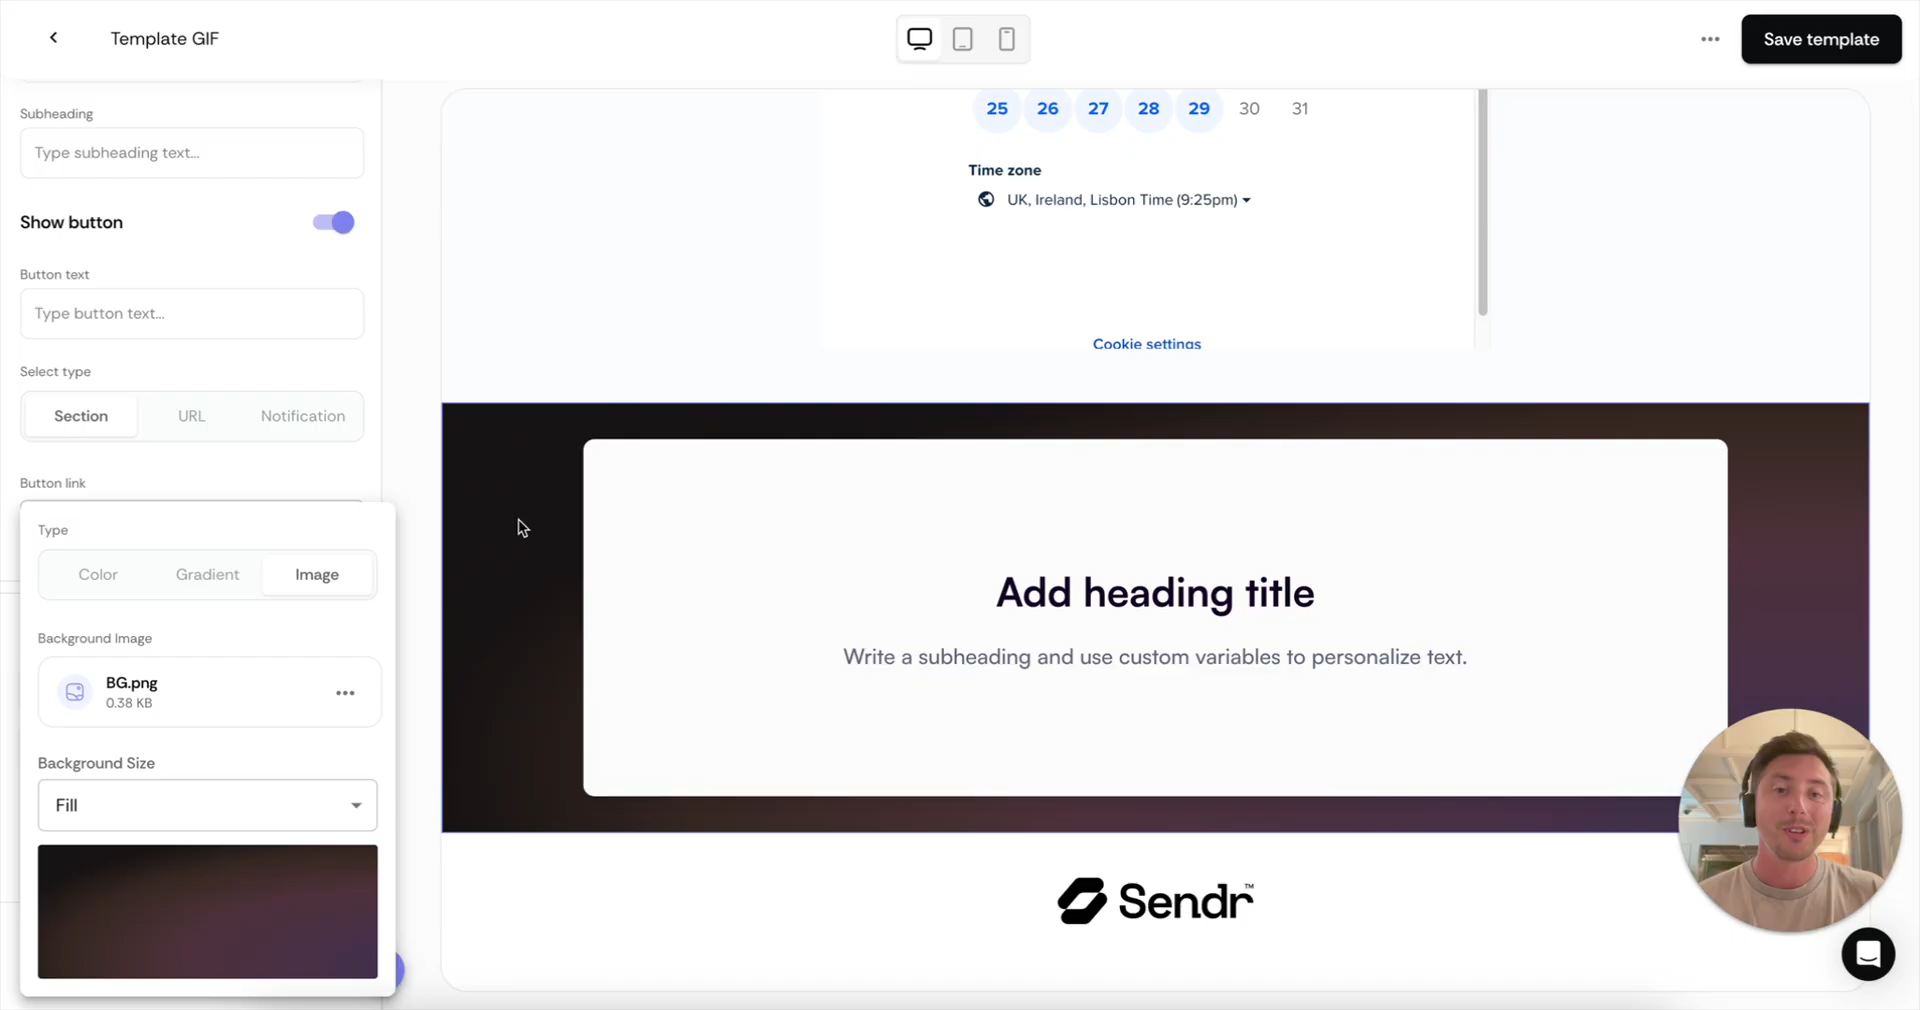 Template GIF
Save template
Subheading
Type subheading text...
Show button
Button text
Type button text...
Select type
Section URL Notification
Button link
Type
Color Gradient Image
Background Image
BG.png
0.38 KB
Background Size
Fill
25 26 27 28 29 30 31
Time zone
UK, Ireland, Lisbon Time (9:25pm)
Cookie settings
Add heading title
Write a subheading and use custom variables to personalize text.
Sendr™